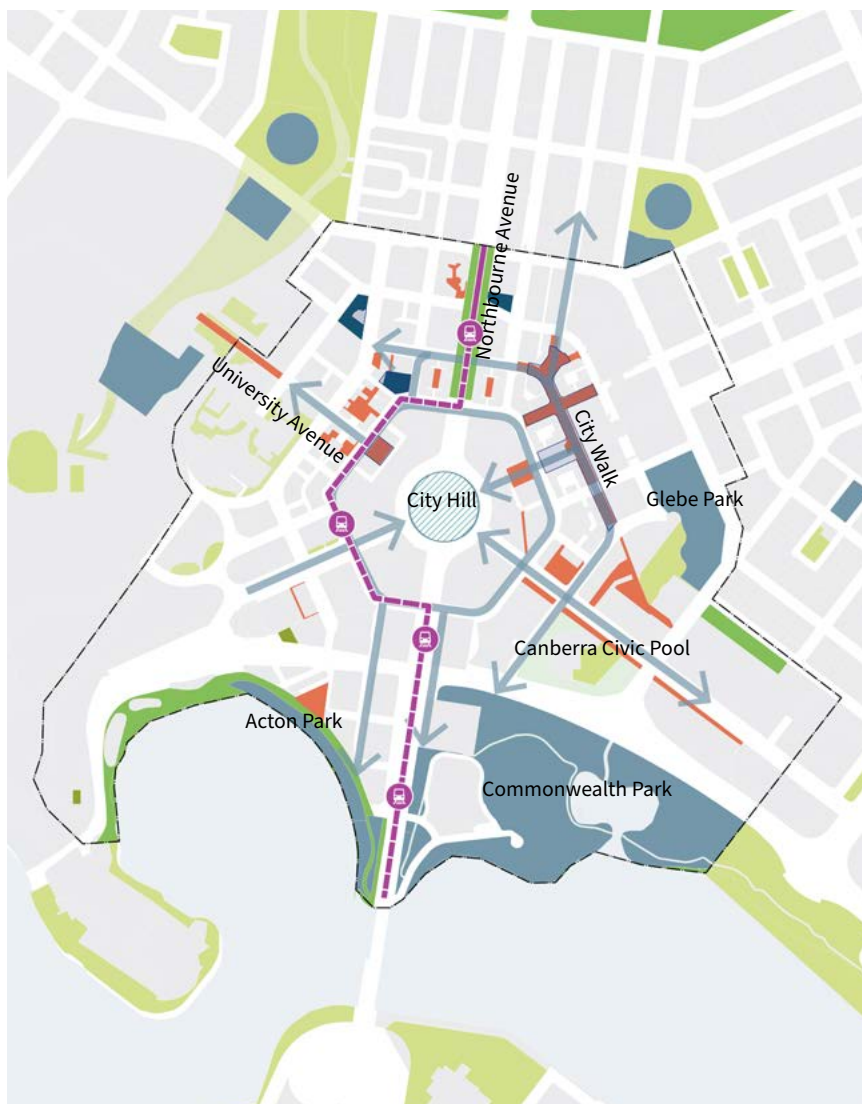 Northbourne Avenue
University Avenue
City Walk
City Hill
Glebe Park
Canberra Civic Pool
Acton Park
Commonwealth Park